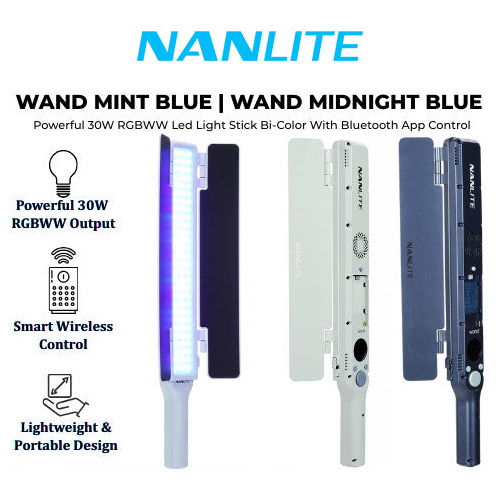 NANLITE
WAND MINT BLUE | WAND MIDNIGHT BLUE
Powerful 30W RGBWW Led Light Stick Bi-Color With Bluetooth App Control
Powerful 30W
RGBWW Output
Smart Wireless
Control
Lightweight &
Portable Design
NANLITE
NANLITE
NANLITE
NANLITE